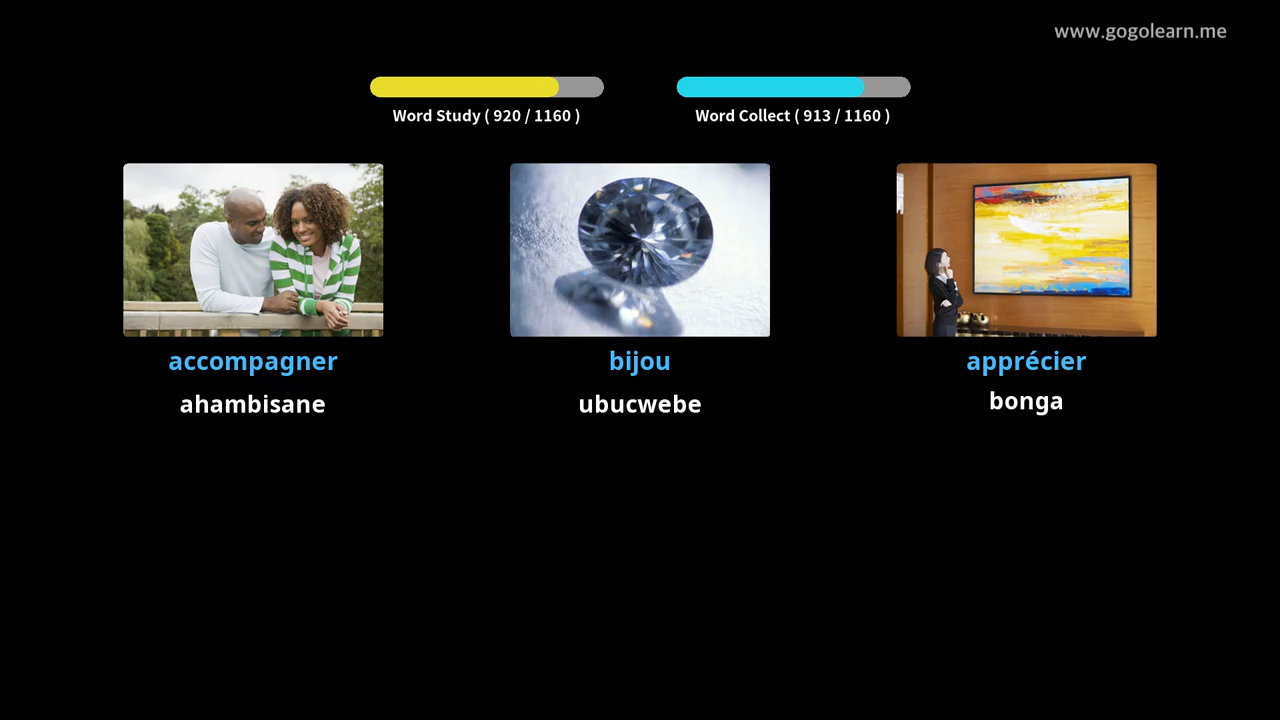 www.gogolearn.me
Word Study ( 920 / 1160 )
Word Collect ( 913 / 1160 )
accompagner
ahambisane
bijou
ubucwebe
apprécier
bonga